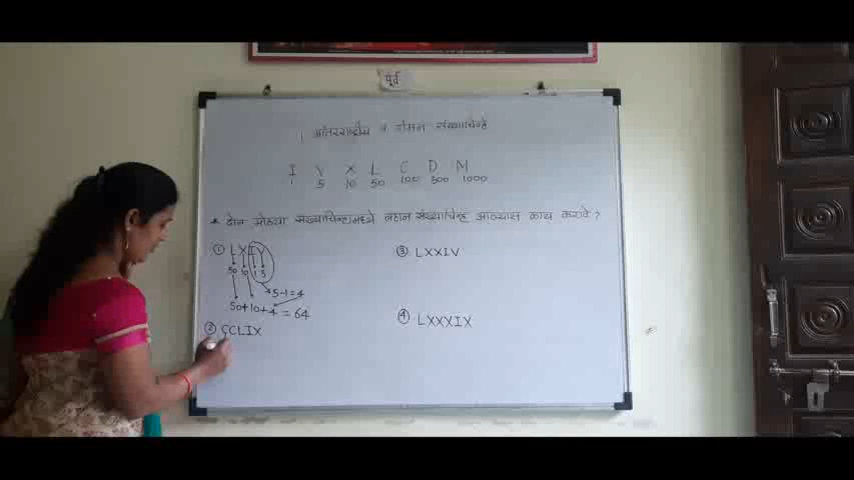 पूर्व
आंतरराष्ट्रीय व रोमन संख्याचिन्हे
I V X L C D M
1 5 10 50 100 500 1000
* दोन मोठ्या संख्याचिन्हामध्ये लहान संख्याचिन्ह आल्यास काय करावे ?
① LXIV
50 10 1 5
5-1=4
50+10+4 = 64
② CCLIX
③ LXXIV
④ LXXXIX